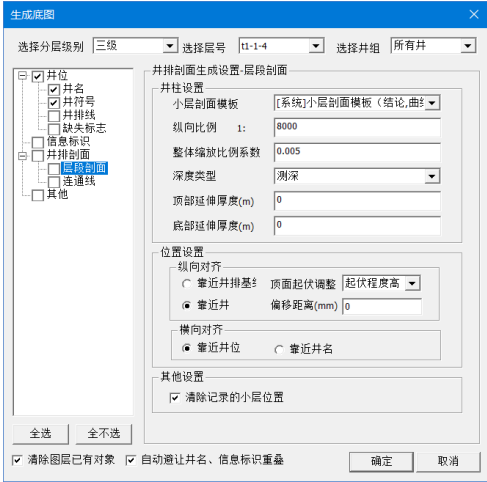 生成底图
选择分层级别 三级 选择层号 t1-1-4 选择井组 所有井
井位
井名
井符号
井排线
缺失标志
信息标识
井排剖面
层段剖面
连通线
其他
全选 全不选
井排剖面生成设置-层段剖面
井柱设置
小层剖面模板 [系统]小层剖面模板（结论,曲线
纵向比例 1: 8000
整体缩放比例系数 0.005
深度类型 测深
顶部延伸厚度(m) 0
底部延伸厚度(m) 0
位置设置
纵向对齐
靠近井排基线 顶面起伏调整 起伏程度高
靠近井 偏移距离(mm) 0
横向对齐
靠近井位 靠近井名
其他设置
清除记录的小层位置
清除图层已有对象 自动避让井名、信息标识重叠 确定 取消